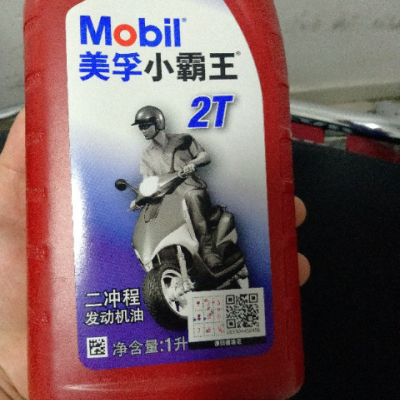 Mobil®
美孚小霸王®
2T
二冲程
发动机油
净含量:1升